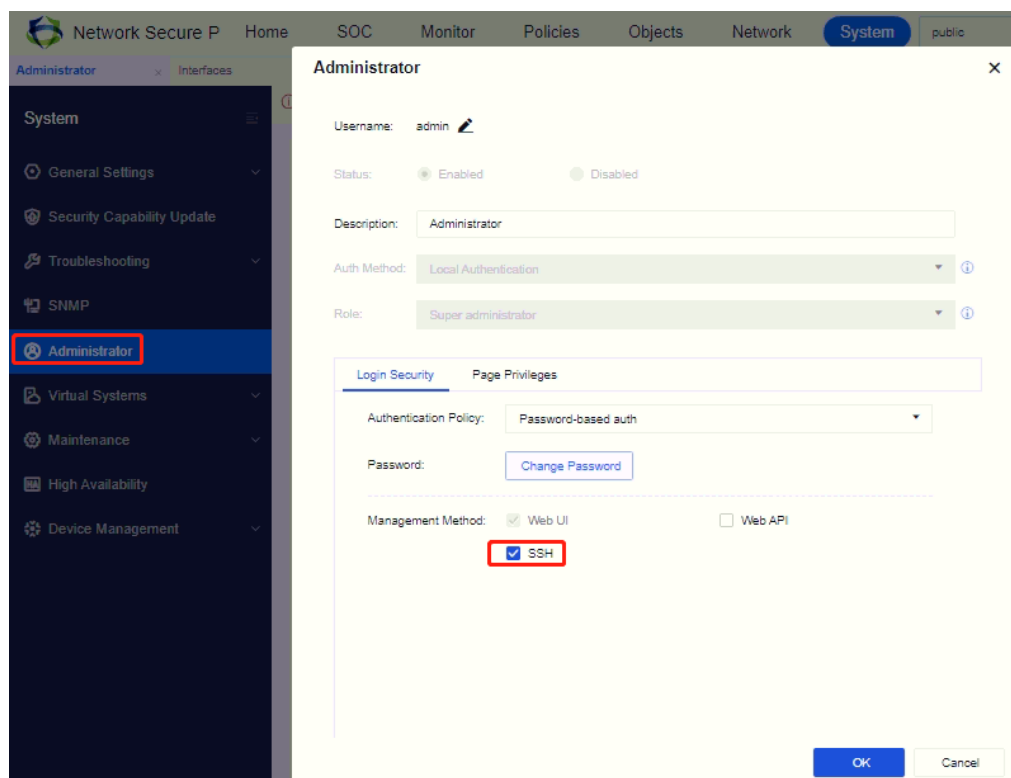 Network Secure P Home SOC Monitor Policies Objects Network System public
Administrator × Interfaces
System
General Settings
Security Capability Update
Troubleshooting
SNMP
Administrator
Virtual Systems
Maintenance
High Availability
Device Management
Administrator ×
Username: admin
Status: Enabled Disabled
Description: Administrator
Auth Method: Local Authentication
Role: Super administrator
Login Security Page Privileges
Authentication Policy: Password-based auth
Password: Change Password
Management Method: Web UI Web API
SSH
OK Cancel